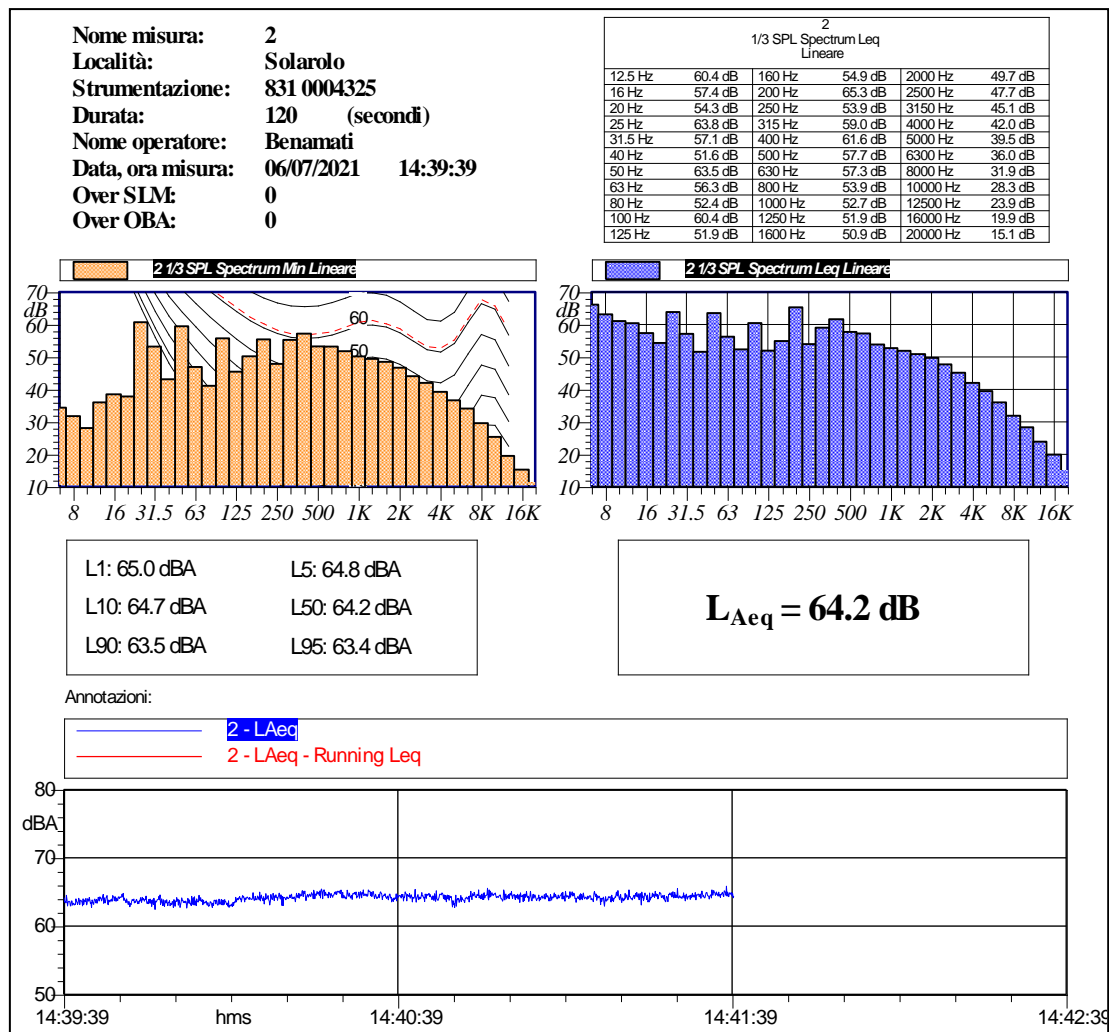 Nome misura: 2
Località: Solarolo
Strumentazione: 831 0004325
Durata: 120 (secondi)
Nome operatore: Benamati
Data, ora misura: 06/07/2021 14:39:39
Over SLM: 0
Over OBA: 0
2
1/3 SPL Spectrum Leq
Lineare
12.5 Hz 60.4 dB 160 Hz 54.9 dB 2000 Hz 49.7 dB
16 Hz 57.4 dB 200 Hz 65.3 dB 2500 Hz 47.7 dB
20 Hz 54.3 dB 250 Hz 53.9 dB 3150 Hz 45.1 dB
25 Hz 63.8 dB 315 Hz 59.0 dB 4000 Hz 42.0 dB
31.5 Hz 57.1 dB 400 Hz 61.6 dB 5000 Hz 39.5 dB
40 Hz 51.6 dB 500 Hz 57.7 dB 6300 Hz 36.0 dB
50 Hz 63.5 dB 630 Hz 57.3 dB 8000 Hz 31.9 dB
63 Hz 56.3 dB 800 Hz 53.9 dB 10000 Hz 28.3 dB
80 Hz 52.4 dB 1000 Hz 52.7 dB 12500 Hz 23.9 dB
100 Hz 60.4 dB 1250 Hz 51.9 dB 16000 Hz 19.9 dB
125 Hz 51.9 dB 1600 Hz 50.9 dB 20000 Hz 15.1 dB
2 1/3 SPL Spectrum Min Lineare
70
dB
60
50
40
30
20
10
60
50
8 16 31.5 63 125 250 500 1K 2K 4K 8K 16K
2 1/3 SPL Spectrum Leq Lineare
70
dB
60
50
40
30
20
10
8 16 31.5 63 125 250 500 1K 2K 4K 8K 16K
L1: 65.0 dBA L5: 64.8 dBA
L10: 64.7 dBA L50: 64.2 dBA
L90: 63.5 dBA L95: 63.4 dBA
LAeq = 64.2 dB
Annotazioni:
2 - LAeq
2 - LAeq - Running Leq
80
dBA
70
60
50
14:39:39 hms 14:40:39 14:41:39 14:42:39